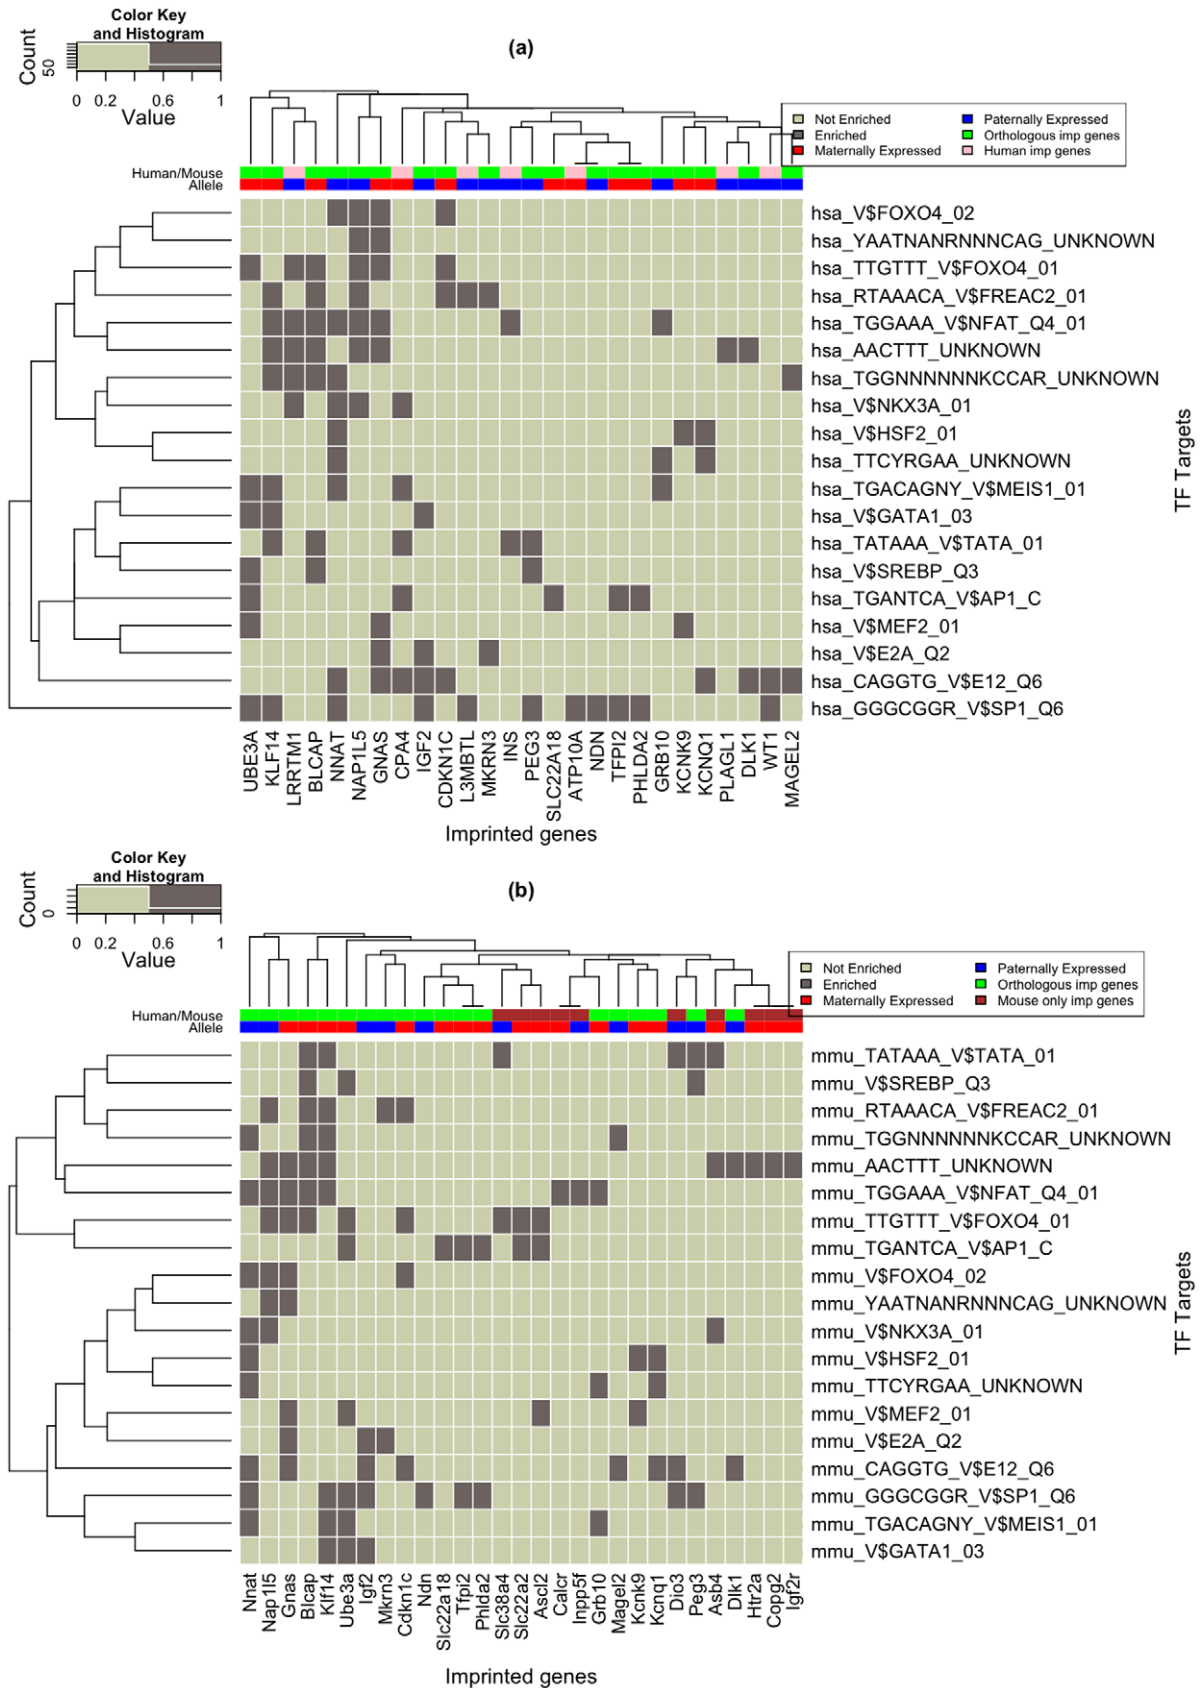 Color Key
and Histogram
Count
50
0 0.2 0.6 1
Value
(a)
Not Enriched
Enriched
Maternally Expressed
Paternally Expressed
Orthologous imp genes
Human imp genes
Human/Mouse
Allele
hsa_V$FOXO4_02
hsa_YAATNANRNNNCAG_UNKNOWN
hsa_TTGTTT_V$FOXO4_01
hsa_RTAAACA_V$FREAC2_01
hsa_TGGAAA_V$NFAT_Q4_01
hsa_AACTTT_UNKNOWN
hsa_TGGNNNNNNKCCAR_UNKNOWN
hsa_V$NKX3A_01
hsa_V$HSF2_01
hsa_TTCYRGAA_UNKNOWN
hsa_TGACAGNY_V$MEIS1_01
hsa_V$GATA1_03
hsa_TATAAA_V$TATA_01
hsa_V$SREBP_Q3
hsa_TGANTCA_V$AP1_C
hsa_V$MEF2_01
hsa_V$E2A_Q2
hsa_CAGGTG_V$E12_Q6
hsa_GGGCGGR_V$SP1_Q6
TF Targets
UBE3A
KLF14
LRRTM1
BLCAP
NNAT
NAP1L5
GNAS
CPA4
IGF2
CDKN1C
L3MBTL
MKRN3
INS
PEG3
SLC22A18
ATP10A
NDN
TFPI2
PHLDA2
GRB10
KCNK9
KCNQ1
PLAGL1
DLK1
WT1
MAGEL2
Imprinted genes
Color Key
and Histogram
Count
0
0 0.2 0.6 1
Value
(b)
Not Enriched
Enriched
Maternally Expressed
Paternally Expressed
Orthologous imp genes
Mouse only imp genes
Human/Mouse
Allele
mmu_TATAAA_V$TATA_01
mmu_V$SREBP_Q3
mmu_RTAAACA_V$FREAC2_01
mmu_TGGNNNNNNKCCAR_UNKNOWN
mmu_AACTTT_UNKNOWN
mmu_TGGAAA_V$NFAT_Q4_01
mmu_TTGTTT_V$FOXO4_01
mmu_TGANTCA_V$AP1_C
mmu_V$FOXO4_02
mmu_YAATNANRNNNCAG_UNKNOWN
mmu_V$NKX3A_01
mmu_V$HSF2_01
mmu_TTCYRGAA_UNKNOWN
mmu_V$MEF2_01
mmu_V$E2A_Q2
mmu_CAGGTG_V$E12_Q6
mmu_GGGCGGR_V$SP1_Q6
mmu_TGACAGNY_V$MEIS1_01
mmu_V$GATA1_03
TF Targets
Nnat
Nap1l5
Gnas
Blcap
Klf14
Ube3a
Igf2
Mkrn3
Cdkn1c
Ndn
Slc22a18
Tfpi2
Phlda2
Slc38a4
Slc22a2
Ascl2
Calcr
Inpp5f
Grb10
Magel2
Kcnk9
Kcnq1
Dio3
Peg3
Asb4
Dlk1
Htr2a
Copg2
Igf2r
Imprinted genes